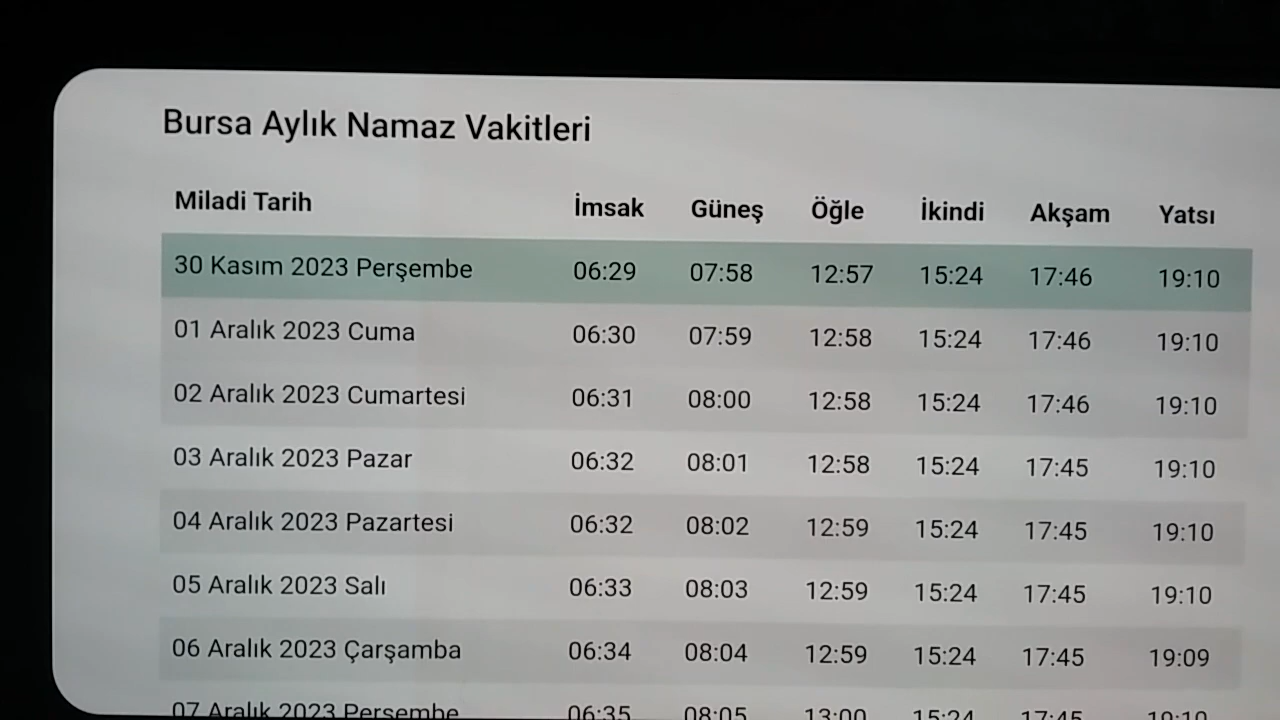 Bursa Aylık Namaz Vakitleri
Miladi Tarih İmsak Güneş Öğle İkindi Akşam Yatsı
30 Kasım 2023 Perşembe 06:29 07:58 12:57 15:24 17:46 19:10
01 Aralık 2023 Cuma 06:30 07:59 12:58 15:24 17:46 19:10
02 Aralık 2023 Cumartesi 06:31 08:00 12:58 15:24 17:46 19:10
03 Aralık 2023 Pazar 06:32 08:01 12:58 15:24 17:45 19:10
04 Aralık 2023 Pazartesi 06:32 08:02 12:59 15:24 17:45 19:10
05 Aralık 2023 Salı 06:33 08:03 12:59 15:24 17:45 19:10
06 Aralık 2023 Çarşamba 06:34 08:04 12:59 15:24 17:45 19:09
07 Aralık 2023 Perşembe 06:35 08:05 13:00 15:24 17:45 19:10